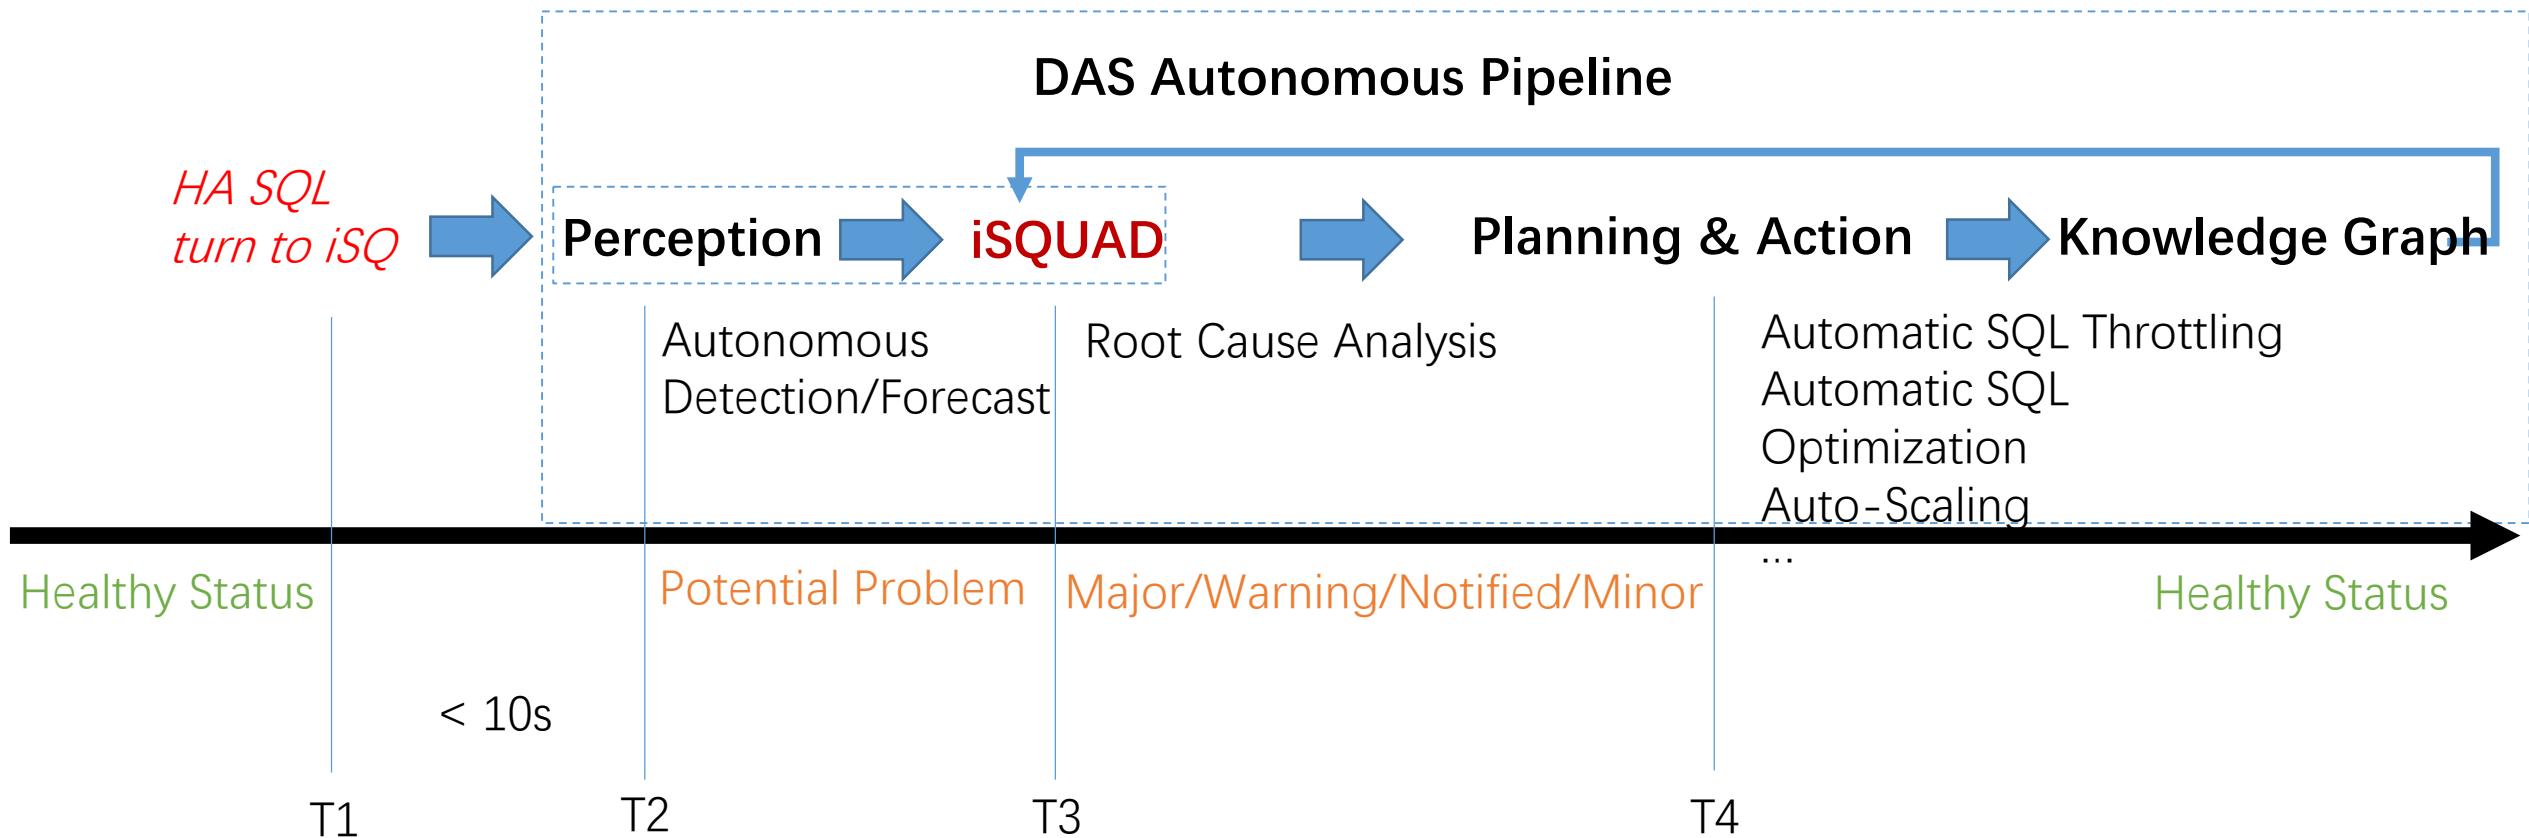 DAS Autonomous Pipeline
HA SQL
turn to iSQ
Perception
iSQUAD
Planning & Action
Knowledge Graph
Autonomous
Detection/Forecast
Root Cause Analysis
Automatic SQL Throttling
Automatic SQL
Optimization
Auto-Scaling
...
Healthy Status
Potential Problem
Major/Warning/Notified/Minor
Healthy Status
< 10s
T1
T2
T3
T4